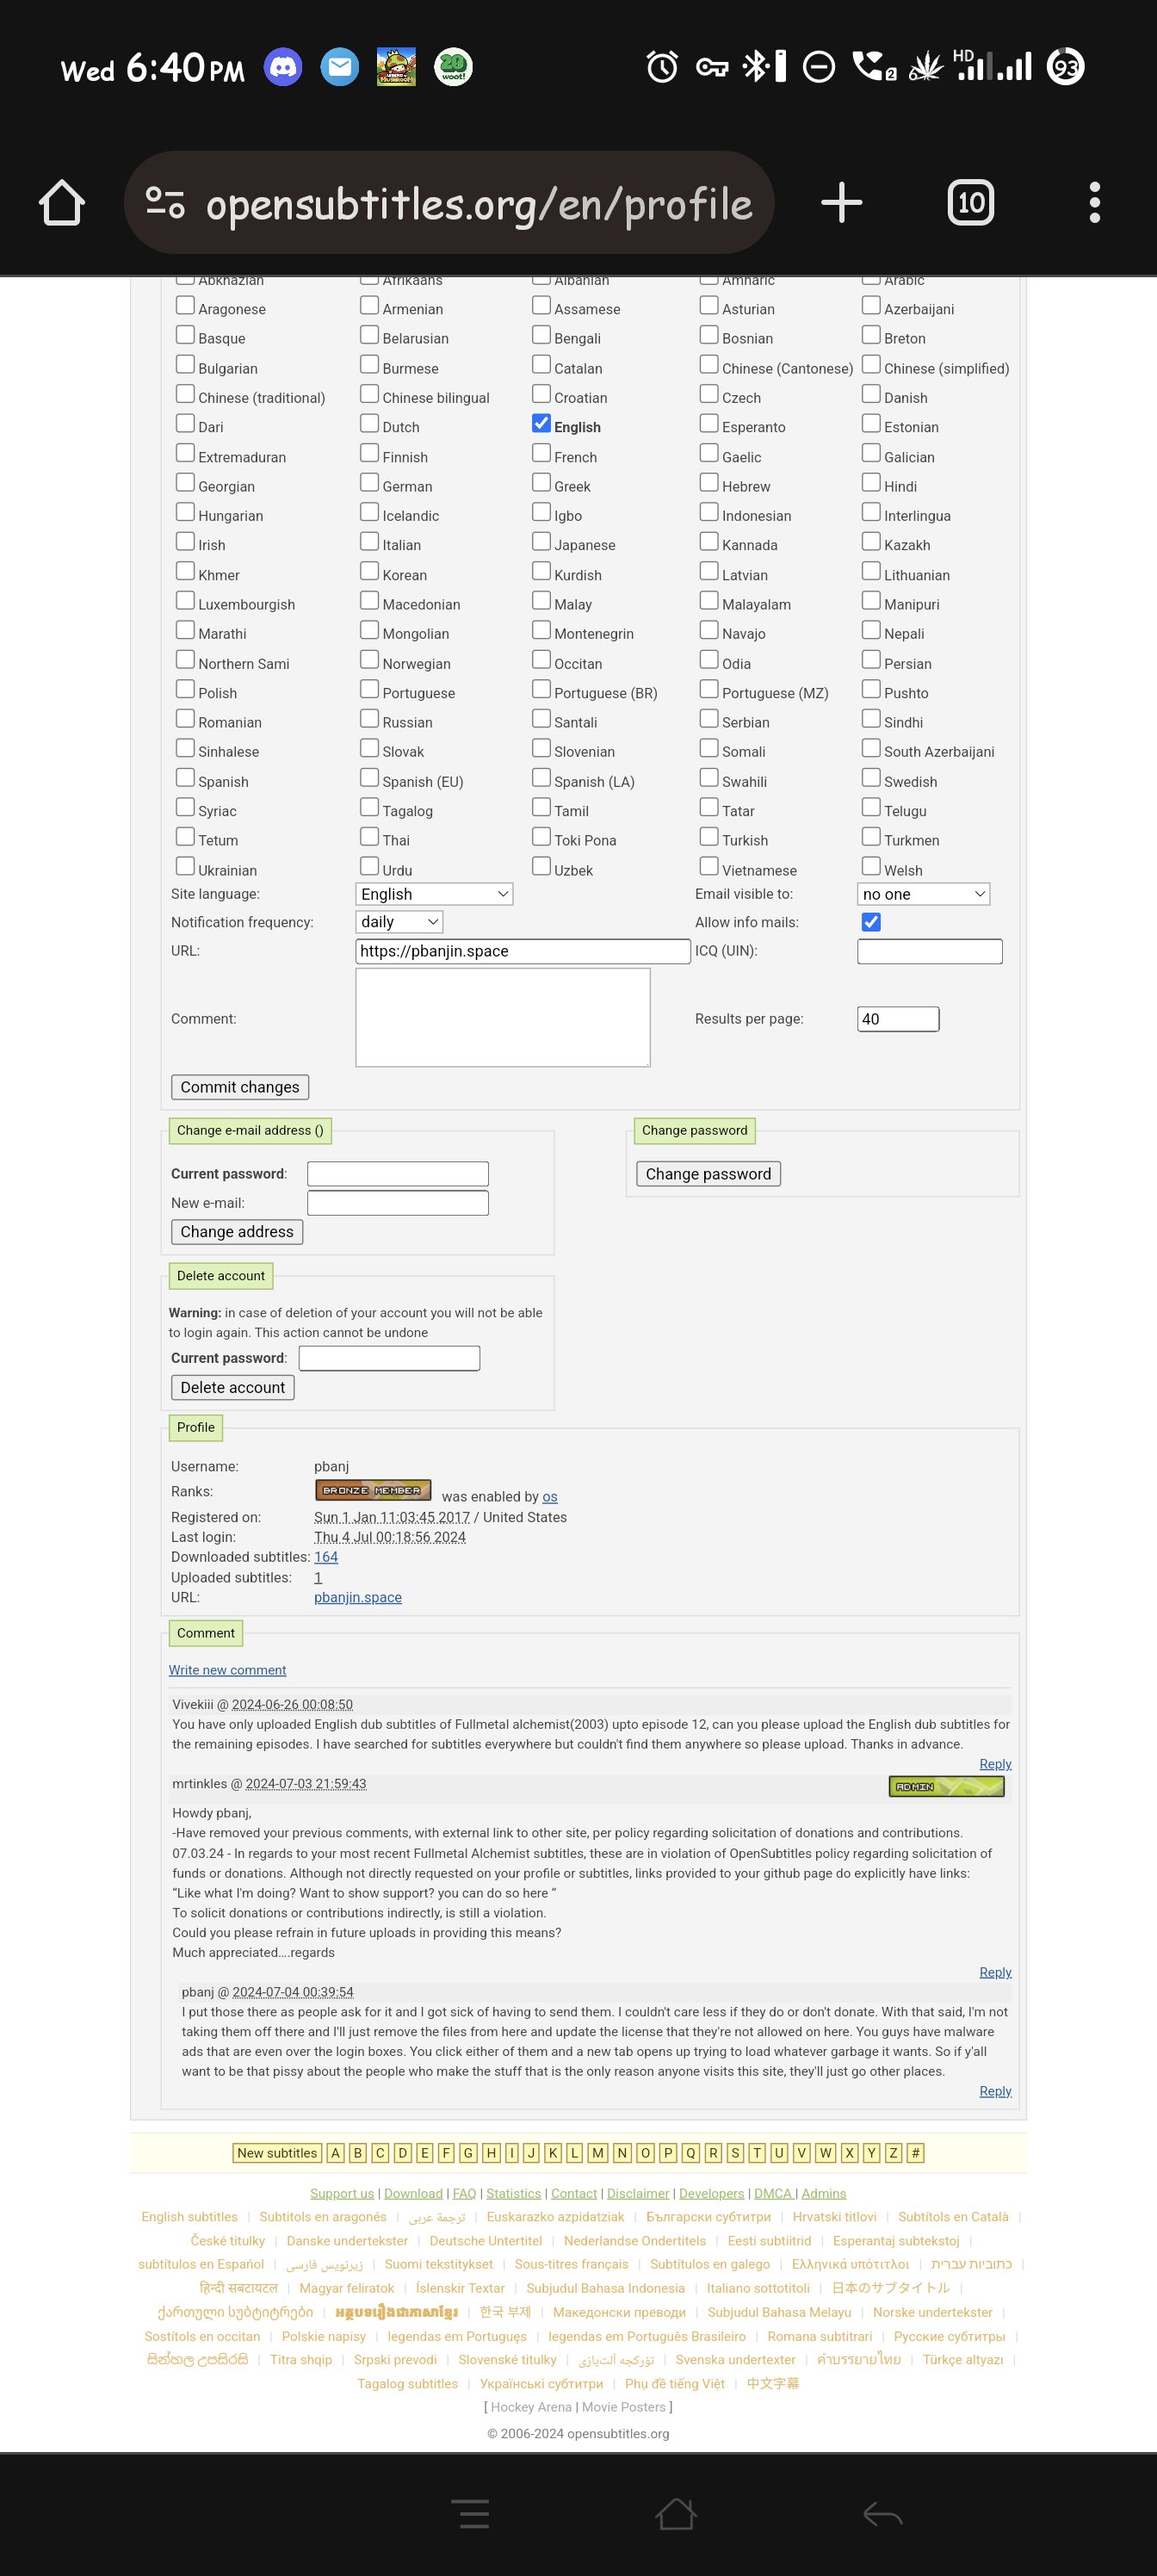 Wed 6:40 PM 20 woot! 2 HD 93
opensubtitles.org/en/profile 10
Abkhazian Afrikaans Albanian Amharic Arabic
Aragonese Armenian Assamese Asturian Azerbaijani
Basque Belarusian Bengali Bosnian Breton
Bulgarian Burmese Catalan Chinese (Cantonese) Chinese (simplified)
Chinese (traditional) Chinese bilingual Croatian Czech Danish
Dari Dutch English Esperanto Estonian
Extremaduran Finnish French Gaelic Galician
Georgian German Greek Hebrew Hindi
Hungarian Icelandic Igbo Indonesian Interlingua
Irish Italian Japanese Kannada Kazakh
Khmer Korean Kurdish Latvian Lithuanian
Luxembourgish Macedonian Malay Malayalam Manipuri
Marathi Mongolian Montenegrin Navajo Nepali
Northern Sami Norwegian Occitan Odia Persian
Polish Portuguese Portuguese (BR) Portuguese (MZ) Pushto
Romanian Russian Santali Serbian Sindhi
Sinhalese Slovak Slovenian Somali South Azerbaijani
Spanish Spanish (EU) Spanish (LA) Swahili Swedish
Syriac Tagalog Tamil Tatar Telugu
Tetum Thai Toki Pona Turkish Turkmen
Ukrainian Urdu Uzbek Vietnamese Welsh
Site language: English Email visible to: no one
Notification frequency: daily Allow info mails:
URL: https://pbanjin.space ICQ (UIN):
Comment: Results per page: 40
Commit changes
Change e-mail address () Change password
Current password: Change password
New e-mail:
Change address
Delete account
Warning: in case of deletion of your account you will not be able
to login again. This action cannot be undone
Current password:
Delete account
Profile
Username: pbanj
Ranks: BRONZE MEMBER was enabled by os
Registered on: Sun 1 Jan 11:03:45 2017 / United States
Last login: Thu 4 Jul 00:18:56 2024
Downloaded subtitles: 164
Uploaded subtitles: 1
URL: pbanjin.space
Comment
Write new comment
Vivekiii @ 2024-06-26 00:08:50
You have only uploaded English dub subtitles of Fullmetal alchemist(2003) upto episode 12, can you please upload the English dub subtitles for
the remaining episodes. I have searched for subtitles everywhere but couldn't find them anywhere so please upload. Thanks in advance.
Reply
mrtinkles @ 2024-07-03 21:59:43 ADMIN
Howdy pbanj,
-Have removed your previous comments, with external link to other site, per policy regarding solicitation of donations and contributions.
07.03.24 - In regards to your most recent Fullmetal Alchemist subtitles, these are in violation of OpenSubtitles policy regarding solicitation of
funds or donations. Although not directly requested on your profile or subtitles, links provided to your github page do explicitly have links:
“Like what I'm doing? Want to show support? you can do so here “
To solicit donations or contributions indirectly, is still a violation.
Could you please refrain in future uploads in providing this means?
Much appreciated....regards
Reply
pbanj @ 2024-07-04 00:39:54
I put those there as people ask for it and I got sick of having to send them. I couldn't care less if they do or don't donate. With that said, I'm not
taking them off there and I'll just remove the files from here and update the license that they're not allowed on here. You guys have malware
ads that are even over the login boxes. You click either of them and a new tab opens up trying to load whatever garbage it wants. So if y'all
want to be that pissy about the people who make the stuff that is the only reason anyone visits this site, they'll just go other places.
Reply
New subtitles A B C D E F G H I J K L M N O P Q R S T U V W X Y Z #
Support us | Download | FAQ | Statistics | Contact | Disclaimer | Developers | DMCA | Admins
English subtitles | Subtitols en aragonés | ترجمة عربي | Euskarazko azpidatziak | Български субтитри | Hrvatski titlovi | Subtítols en Català |
České titulky | Danske undertekster | Deutsche Untertitel | Nederlandse Ondertitels | Eesti subtiitrid | Esperantaj subtekstoj |
subtítulos en Español | زیرنویس فارسی | Suomi tekstitykset | Sous-titres français | Subtítulos en galego | Ελληνικά υπότιτλοι | כתוביות עברית |
हिन्दी सबटायटल | Magyar feliratok | Íslenskir Textar | Subjudul Bahasa Indonesia | Italiano sottotitoli | 日本のサブタイトル |
ქართული სუბტიტრები | អត្ថបទរឿងជាភាសាខ្មែរ | 한국 부제 | Македонски преводи | Subjudul Bahasa Melayu | Norske undertekster |
Sostítols en occitan | Polskie napisy | legendas em Portuguęs | legendas em Português Brasileiro | Romana subtitrari | Русские субтитры |
සින්හල උපසිරසි | Titra shqip | Srpski prevodi | Slovenské titulky | تۆرکجه آلت‌یازی | Svenska undertexter | คำบรรยายไทย | Türkçe altyazı |
Tagalog subtitles | Українські субтитри | Phụ đề tiếng Việt | 中文字幕
[ Hockey Arena | Movie Posters ]
© 2006-2024 opensubtitles.org